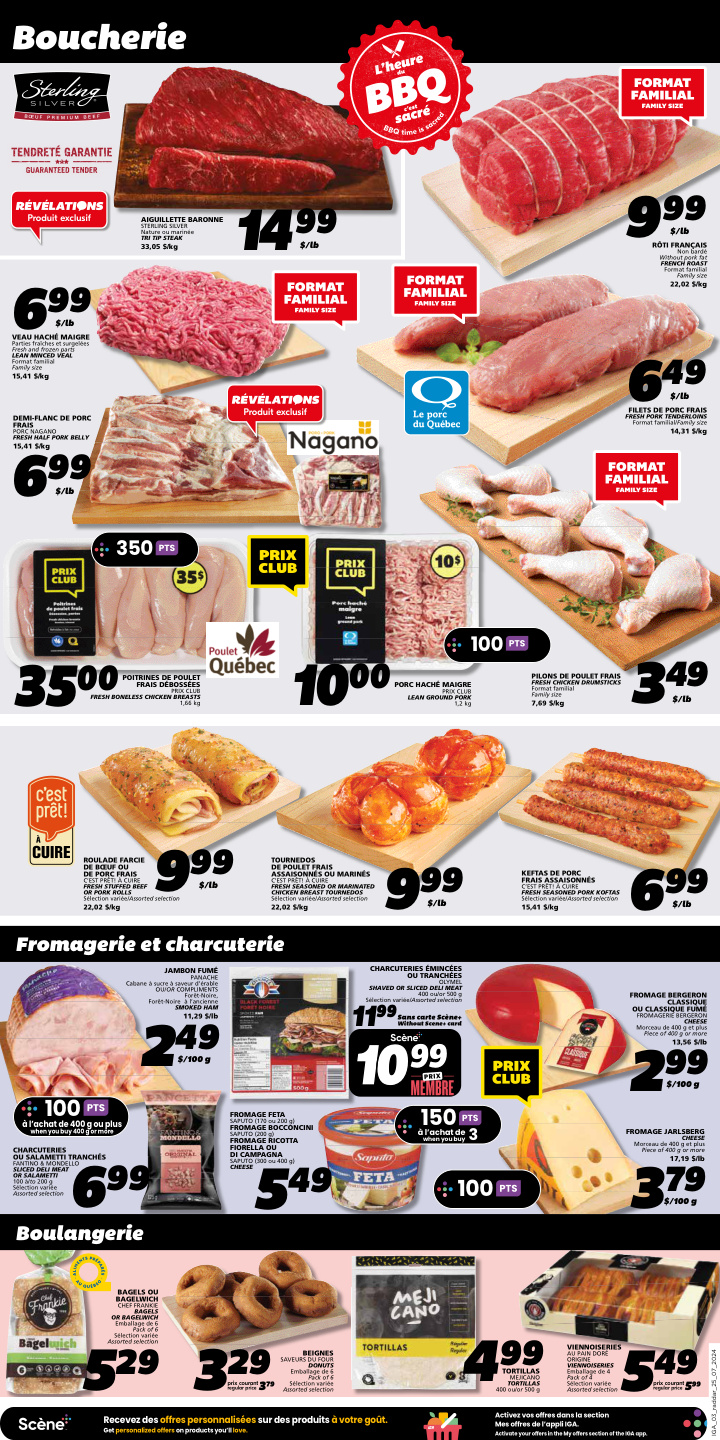 Boucherie
Sterling
SILVER
BŒUF PREMIUM BEEF
TENDRETÉ GARANTIE
GUARANTEED TENDER
RÉVÉLATIONS
Produit exclusif
AIGUILLETTE BARONNE
STERLING SILVER
Nature ou marinée
TRI TIP STEAK
33,05 $/kg
14 99
$/lb
L'heure
du
BBQ
c'est
sacré
BBQ time is sacred
FORMAT
FAMILIAL
FAMILY SIZE
9 99
$/lb
RÔTI FRANÇAIS
Non bardé
Without pork fat
FRENCH ROAST
Format familial
Family size
22,02 $/kg
6 99
$/lb
VEAU HACHÉ MAIGRE
Parties fraîches et surgelées
Fresh and frozen parts
LEAN MINCED VEAL
Format familial
Family size
15,41 $/kg
FORMAT
FAMILIAL
FAMILY SIZE
FORMAT
FAMILIAL
FAMILY SIZE
Le porc
du Québec
6 49
$/lb
FILETS DE PORC FRAIS
FRESH PORK TENDERLOINS
Format familial/Family size
14,31 $/kg
DEMI-FLANC DE PORC
FRAIS
PORC NAGANO
FRESH HALF PORK BELLY
15,41 $/kg
6 99
$/lb
RÉVÉLATIONS
Produit exclusif
Nagano
FORMAT
FAMILIAL
FAMILY SIZE
350 PTS
PRIX
CLUB
Poitrines
de poulet frais
35$
PRIX
CLUB
Poulet
Québec
35 00
POITRINES DE POULET
FRAIS DÉSOSSÉES
PRIX CLUB
FRESH BONELESS CHICKEN BREASTS
1,66 kg
PRIX
CLUB
Porc haché
maigre
Lean
ground pork
10$
100 PTS
10 00
PORC HACHÉ MAIGRE
PRIX CLUB
LEAN GROUND PORK
1,2 kg
PILONS DE POULET FRAIS
FRESH CHICKEN DRUMSTICKS
Format familial
Family size
7,69 $/kg
3 49
$/lb
c'est
prêt!
À
CUIRE
ROULADE FARCIE
DE BŒUF OU
DE PORC FRAIS
C'EST PRÊT! À CUIRE
FRESH STUFFED BEEF
OR PORK ROLLS
Sélection variée/Assorted selection
22,02 $/kg
9 99
$/lb
TOURNEDOS
DE POULET FRAIS
ASSAISONNÉS OU MARINÉS
C'EST PRÊT! À CUIRE
FRESH SEASONED OR MARINATED
CHICKEN BREAST TOURNEDOS
Sélection variée/Assorted selection
22,02 $/kg
9 99
$/lb
KEFTAS DE PORC
FRAIS ASSAISONNÉS
C'EST PRÊT! À CUIRE
FRESH SEASONED PORK KOFTAS
Sélection variée/Assorted selection
15,41 $/kg
6 99
$/lb
Fromagerie et charcuterie
JAMBON FUMÉ
PANACHE
Cabane à sucre à saveur d'érable
OU/OR COMPLIMENTS
Forêt-Noire,
Forêt-Noire à l'ancienne
SMOKED HAM
11,29 $/lb
2 49
$/100 g
100 PTS
à l'achat de 400 g ou plus
when you buy 400 g or more
BLACK FOREST
FORÊT NOIRE
500 g
CHARCUTERIES ÉMINCÉES
OU TRANCHÉES
OLYMEL
SHAVED OR SLICED DELI MEAT
400 ou/or 500 g
Sélection variée/Assorted selection
11 99
Sans carte Scène+
Without Scene+ card
Scène+
10 99
PRIX
MEMBRE
FROMAGE BERGERON
CLASSIQUE
OU CLASSIQUE FUMÉ
FROMAGERIE BERGERON
CHEESE
Morceau de 400 g et plus
Piece of 400 g or more
13,56 $/lb
2 99
$/100 g
PRIX
CLUB
CHARCUTERIES
OU SALAMETTI TRANCHÉS
FANTINO & MONDELLO
SLICED DELI MEAT
OR SALAMETTI
100 à/to 200 g
Sélection variée
Assorted selection
6 99
FANTINO &
MONDELLO
ORIGINAL
FROMAGE FETA
SAPUTO (170 ou 200 g)
FROMAGE BOCCONCINI
SAPUTO (200 g)
FROMAGE RICOTTA
FIORELLA OU
DI CAMPAGNA
SAPUTO (300 ou 400 g)
CHEESE
5 49
Saputo
FETA
150 PTS
à l'achat de 3
when you buy
100 PTS
FROMAGE JARLSBERG
CHEESE
Morceau de 400 g et plus
Piece of 400 g or more
17,19 $/lb
3 79
$/100 g
Boulangerie
Chef
Frankie
Bagelwich
ALIMENTS PRÉPARÉS
AU QUÉBEC
BAGELS OU
BAGELWICH
CHEF FRANKIE
BAGELS
OR BAGELWICH
Emballage de 6
Pack of 6
Sélection variée
Assorted selection
5 29
3 29
prix courant
regular price 3 79
BEIGNES
SAVEURS DU FOUR
DONUTS
Emballage de 6
Pack of 6
Sélection variée
Assorted selection
MEJI
CANO
TORTILLAS
4 99
TORTILLAS
MEJICANO
TORTILLAS
400 ou/or 500 g
VIENNOISERIES
AU PAIN DORÉ
ORIGINE
VIENNOISERIES
Emballage de 4
Pack of 4
Sélection variée
Assorted selection
5 49
prix courant
regular price 5 99
IGA_03_reddar_25_07_2024
Scène+
Recevez des offres personnalisées sur des produits à votre goût.
Get personalized offers on products you'll love.
Activez vos offres dans la section
Mes offres de l'appli IGA.
Activate your offers in the My offers section of the IGA app.